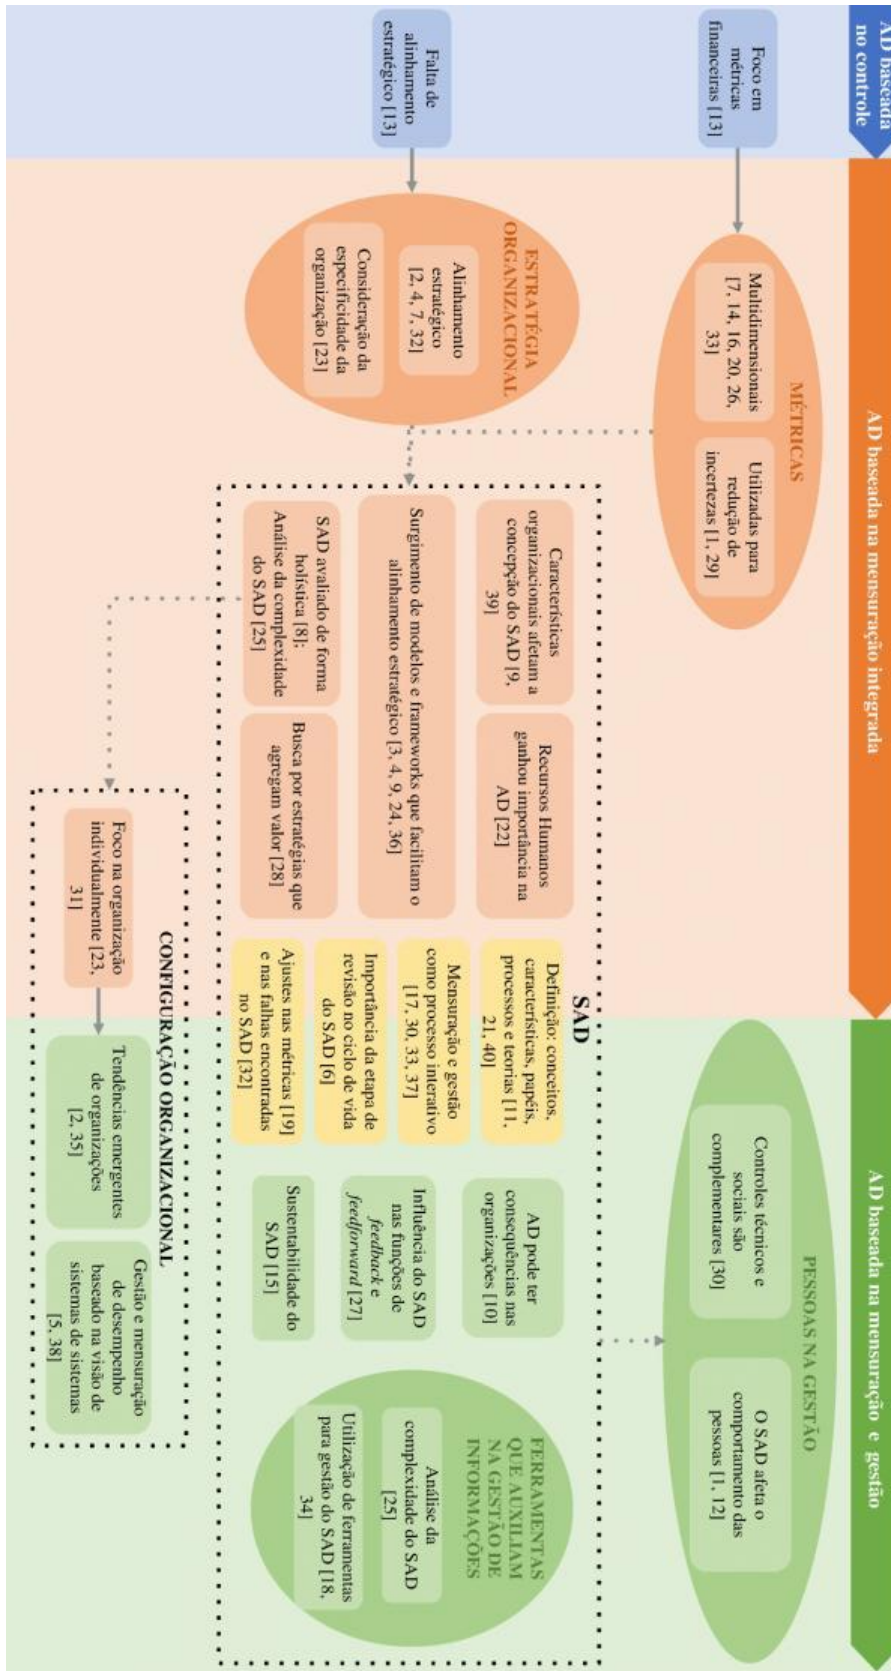 AD baseada
no controle
AD baseada na mensuração integrada
AD baseada na mensuração e gestão
Foco em
métricas
financeiras [13]
MÉTRICAS
Multidimensionais
[7, 14, 16, 20, 26,
33]
Utilizadas para
redução de
incertezas [1, 29]
PESSOAS NA GESTÃO
Controles técnicos e
sociais são
complementares [30]
O SAD afeta o
comportamento das
pessoas [1, 12]
Falta de
alinhamento
estratégico [13]
ESTRATÉGIA
ORGANIZACIONAL
Alinhamento
estratégico
[2, 4, 7, 32]
Consideração da
especificidade da
organização [23]
SAD
Características
organizacionais afetam a
concepção do SAD [9,
39]
Recursos Humanos
ganhou importância na
AD [22]
Surgimento de modelos e frameworks que facilitam o
alinhamento estratégico [3, 4, 9, 24, 36]
SAD avaliado de forma
holística [8];
Análise da complexidade
do SAD [25]
Busca por estratégias que
agregam valor [28]
Definição: conceitos,
características, papéis,
processos e teorias [11,
21, 40]
Mensuração e gestão
como processo interativo
[17, 30, 33, 37]
Importância da etapa de
revisão no ciclo de vida
do SAD [6]
Ajustes nas métricas [19]
e nas falhas encontradas
no SAD [32]
AD pode ter
consequências nas
organizações [10]
Influência do SAD
nas funções de
feedback e
feedforward [27]
Sustentabilidade do
SAD [15]
FERRAMENTAS
QUE AUXILIAM
NA GESTÃO DE
INFORMAÇÕES
Análise da
complexidade do SAD
[25]
Utilização de ferramentas
para gestão do SAD [18,
34]
CONFIGURAÇÃO ORGANIZACIONAL
Foco na organização
individualmente [23,
31]
Tendências emergentes
de organizações
[2, 35]
Gestão e mensuração
de desempenho
baseado na visão de
sistemas de sistemas
[5, 38]